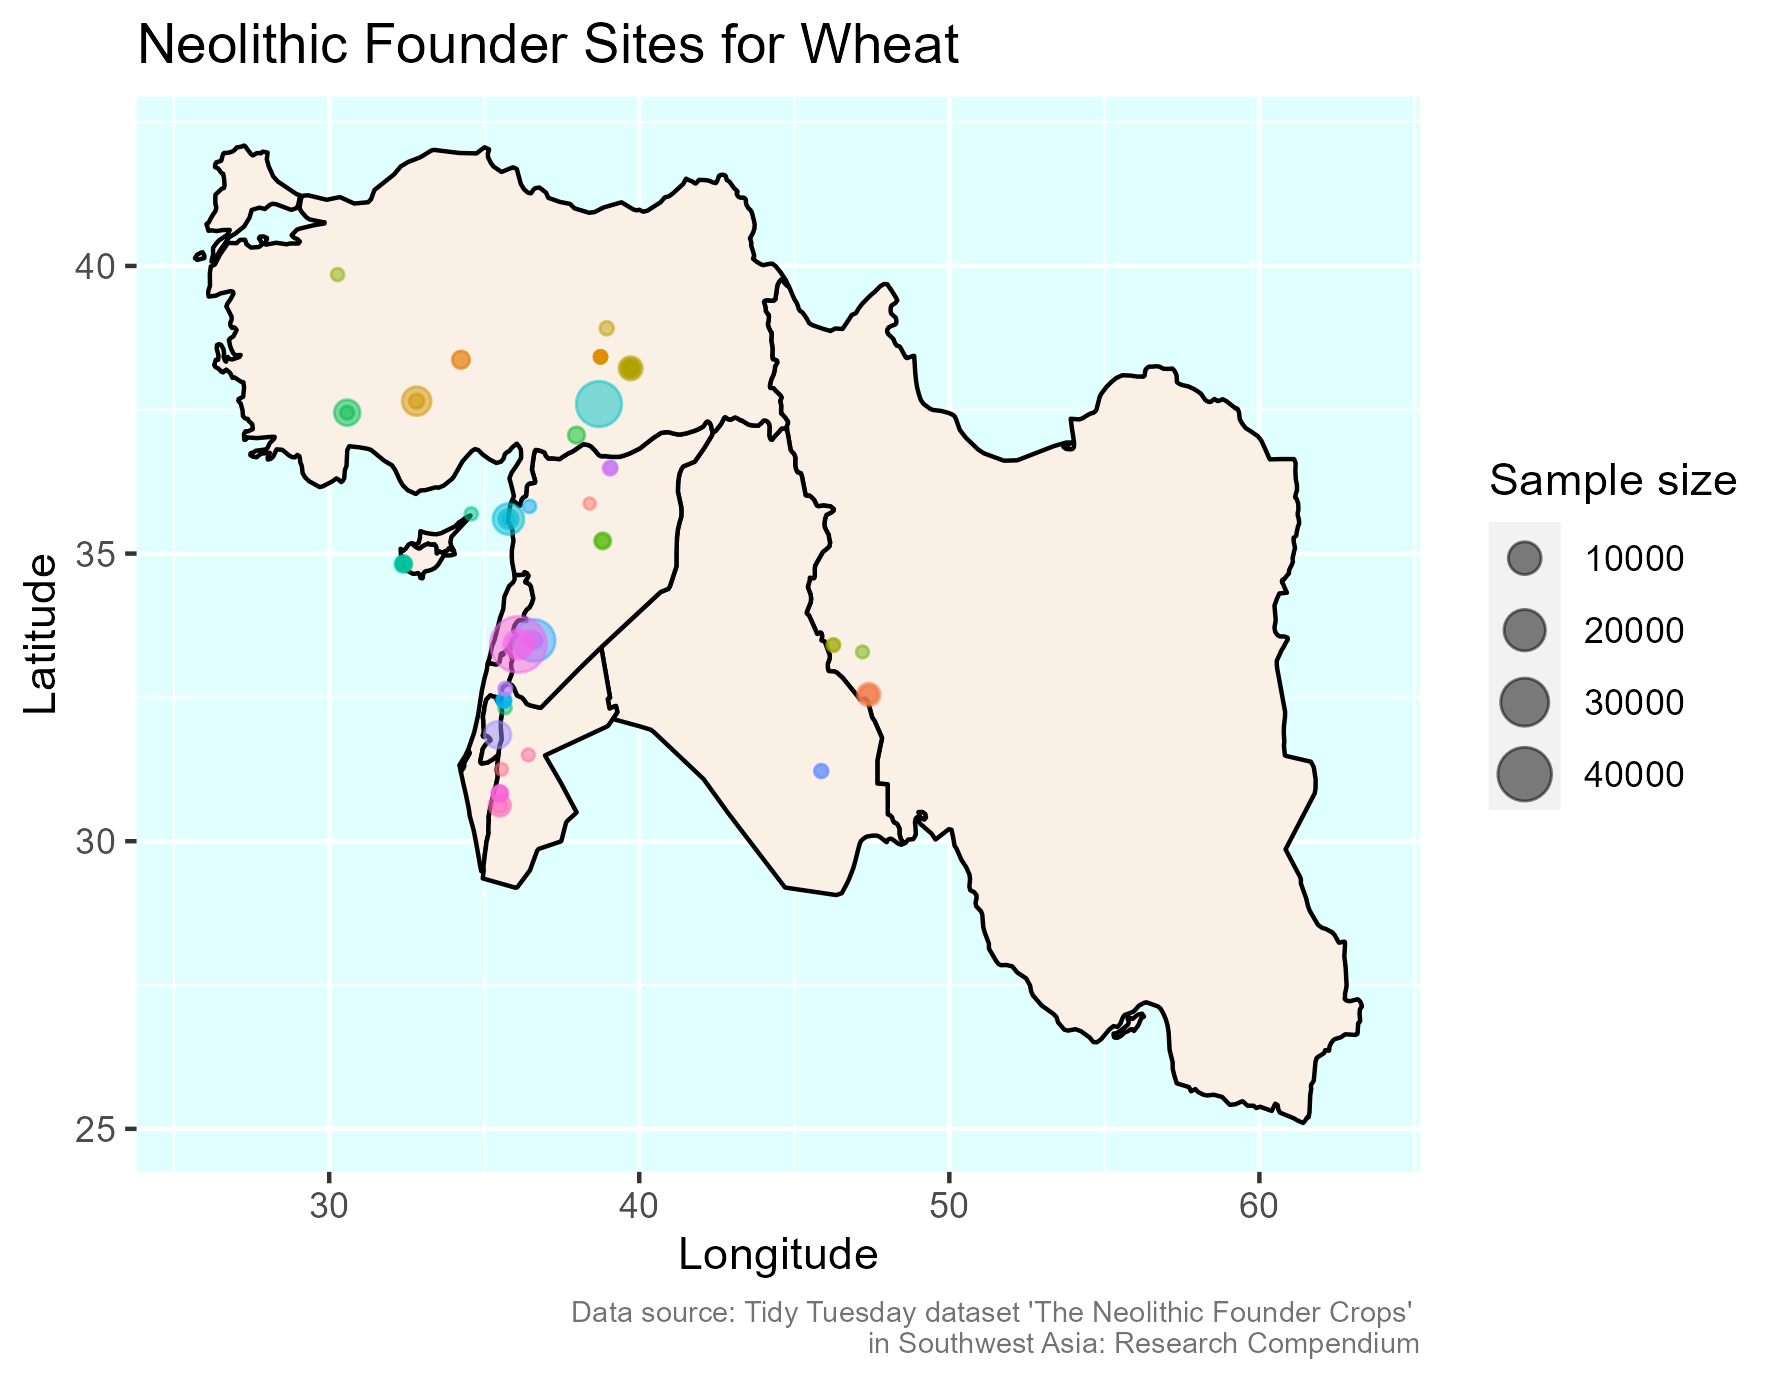 Neolithic Founder Sites for Wheat
40
35
30
25
Latitude
30
40
50
60
Longitude
Sample size
10000
20000
30000
40000
Data source: Tidy Tuesday dataset 'The Neolithic Founder Crops'
in Southwest Asia: Research Compendium